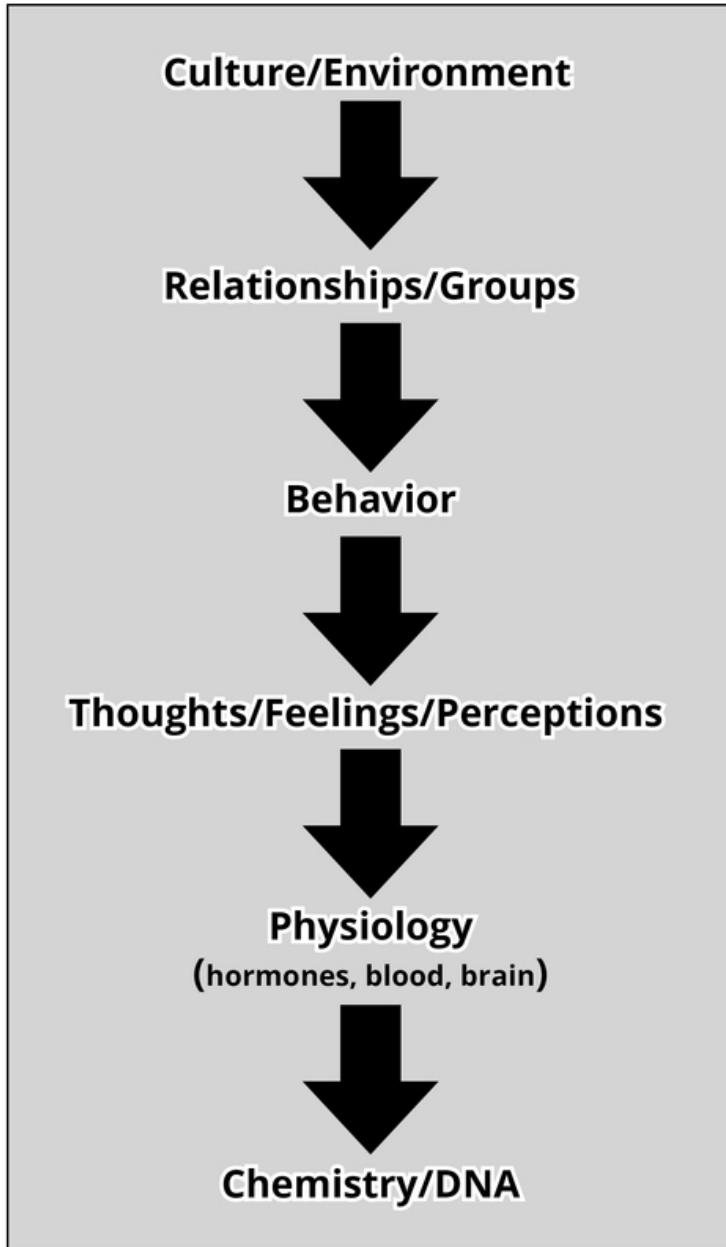 Culture/Environment
Relationships/Groups
Behavior
Thoughts/Feelings/Perceptions
Physiology
(hormones, blood, brain)
Chemistry/DNA